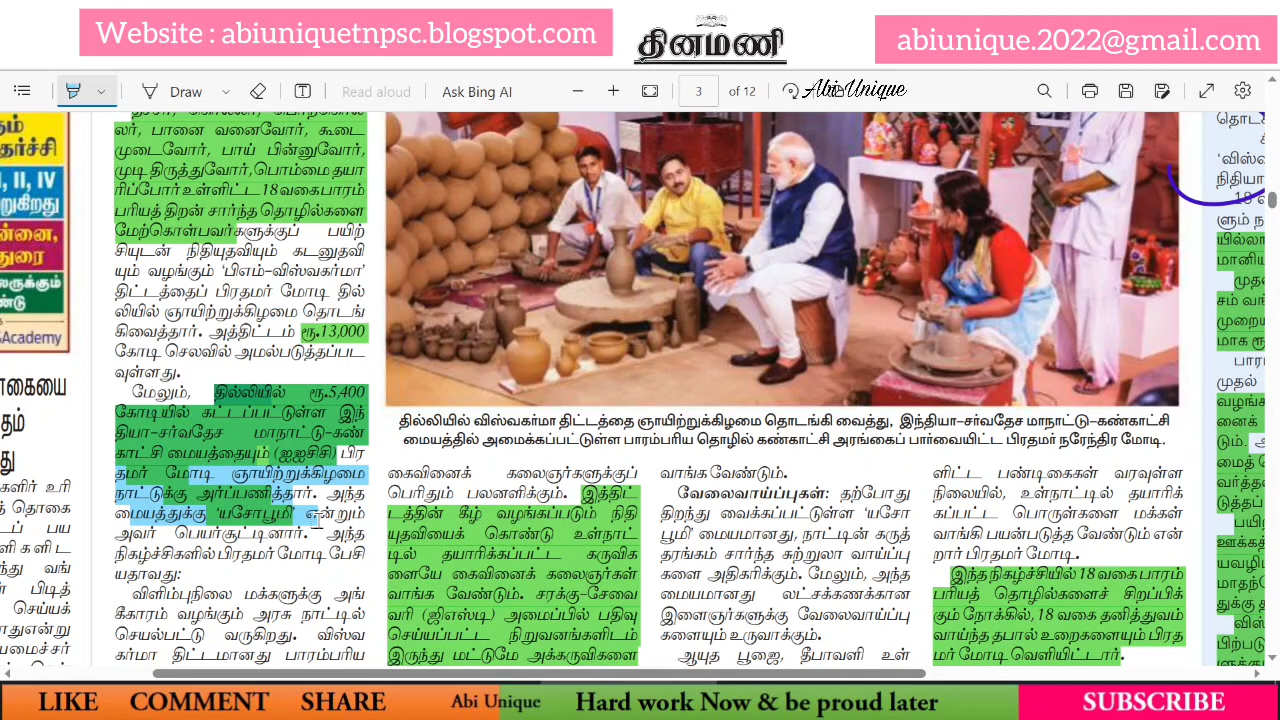 Website : abiuniquetnpsc.blogspot.com
தினமணி
abiunique.2022@gmail.com
Draw
Read aloud
Ask Bing AI
3
of 12
Abi Unique
தர்ச்சி
I, II, IV
றுகிறது
ன்னை,
துரை
லருக்கும்
ண்டு
SAcademy
லர், பானை வனைவோர், கூடை
முடைவோர், பாய் பின்னுவோர்,
முடி திருத்துவோர், பொம்மை தயா
ரிப்போர் உள்ளிட்ட 18 வகை பாரம்
பரியத் திறன் சார்ந்த தொழில்களை
மேற்கொள்பவர்களுக்குப் பயிற்
சியுடன் நிதியுதவியும் கடனுதவி
யும் வழங்கும் 'பிஎம்-விஸ்வகர்மா'
திட்டத்தைப் பிரதமர் மோடி தில்
லியில் ஞாயிற்றுக்கிழமை தொடங்
கிவைத்தார். அத்திட்டம் ரூ.13,000
கோடி செலவில் அமல்படுத்தப்பட
வுள்ளது.
மேலும், தில்லியில் ரூ.5,400
கோடியில் கட்டப்பட்டுள்ள இந்
தியா-சர்வதேச மாநாட்டு-கண்
காட்சி மையத்தையும் (ஐஐசிசி) பிர
தமர் மோடி ஞாயிற்றுக்கிழமை
நாட்டுக்கு அர்ப்பணித்தார். அந்த
மையத்துக்கு 'யசோபூமி' என்றும்
அவர் பெயர்சூட்டினார். அந்த
நிகழ்ச்சிகளில் பிரதமர் மோடி பேசி
யதாவது:
விளிம்புநிலை மக்களுக்கு அங்
கீகாரம் வழங்கும் அரசு நாட்டில்
செயல்பட்டு வருகிறது. விஸ்வ
கர்மா திட்டமானது பாரம்பரிய
தில்லியில் விஸ்வகர்மா திட்டத்தை ஞாயிற்றுக்கிழமை தொடங்கி வைத்து, இந்தியா-சர்வதேச மாநாட்டு-கண்காட்சி
மையத்தில் அமைக்கப்பட்டுள்ள பாரம்பரிய தொழில் கண்காட்சி அரங்கைப் பார்வையிட்ட பிரதமர் நரேந்திர மோடி.
கைவினைக் கலைஞர்களுக்குப்
பெரிதும் பலனளிக்கும். இத்திட்
டத்தின் கீழ் வழங்கப்படும் நிதி
யுதவியைக் கொண்டு உள்நாட்
டில் தயாரிக்கப்பட்ட கருவிக
ளையே கைவினைக் கலைஞர்கள்
வாங்க வேண்டும். சரக்கு-சேவை
வரி (ஜிஎஸ்டி) அமைப்பில் பதிவு
செய்யப்பட்ட நிறுவனங்களிடம்
இருந்து மட்டுமே அக்கருவிகளை
வாங்க வேண்டும்.
வேலைவாய்ப்புகள்: தற்போது
திறந்து வைக்கப்பட்டுள்ள 'யசோ
பூமி' மையமானது, நாட்டின் கருத்
தரங்கம் சார்ந்த சுற்றுலா வாய்ப்பு
களை அதிகரிக்கும். மேலும், அந்த
மையமானது லட்சக்கணக்கான
இளைஞர்களுக்கு வேலைவாய்ப்பு
களையும் உருவாக்கும்.
ஆயுத பூஜை, தீபாவளி உள்
ளிட்ட பண்டிகைகள் வரவுள்ள
நிலையில், உள்நாட்டில் தயாரிக்
கப்பட்ட பொருள்களை மக்கள்
வாங்கி பயன்படுத்த வேண்டும் என்
றார் பிரதமர் மோடி.
இந்த நிகழ்ச்சியில் 18 வகை பாரம்
பரியத் தொழில்களைச் சிறப்பிக்
கும் நோக்கில், 18 வகை தனித்துவம்
வாய்ந்த தபால் உறைகளையும் பிரத
மர் மோடி வெளியிட்டார்.
LIKE COMMENT SHARE
Abi Unique
Hard work Now & be proud later
SUBSCRIBE